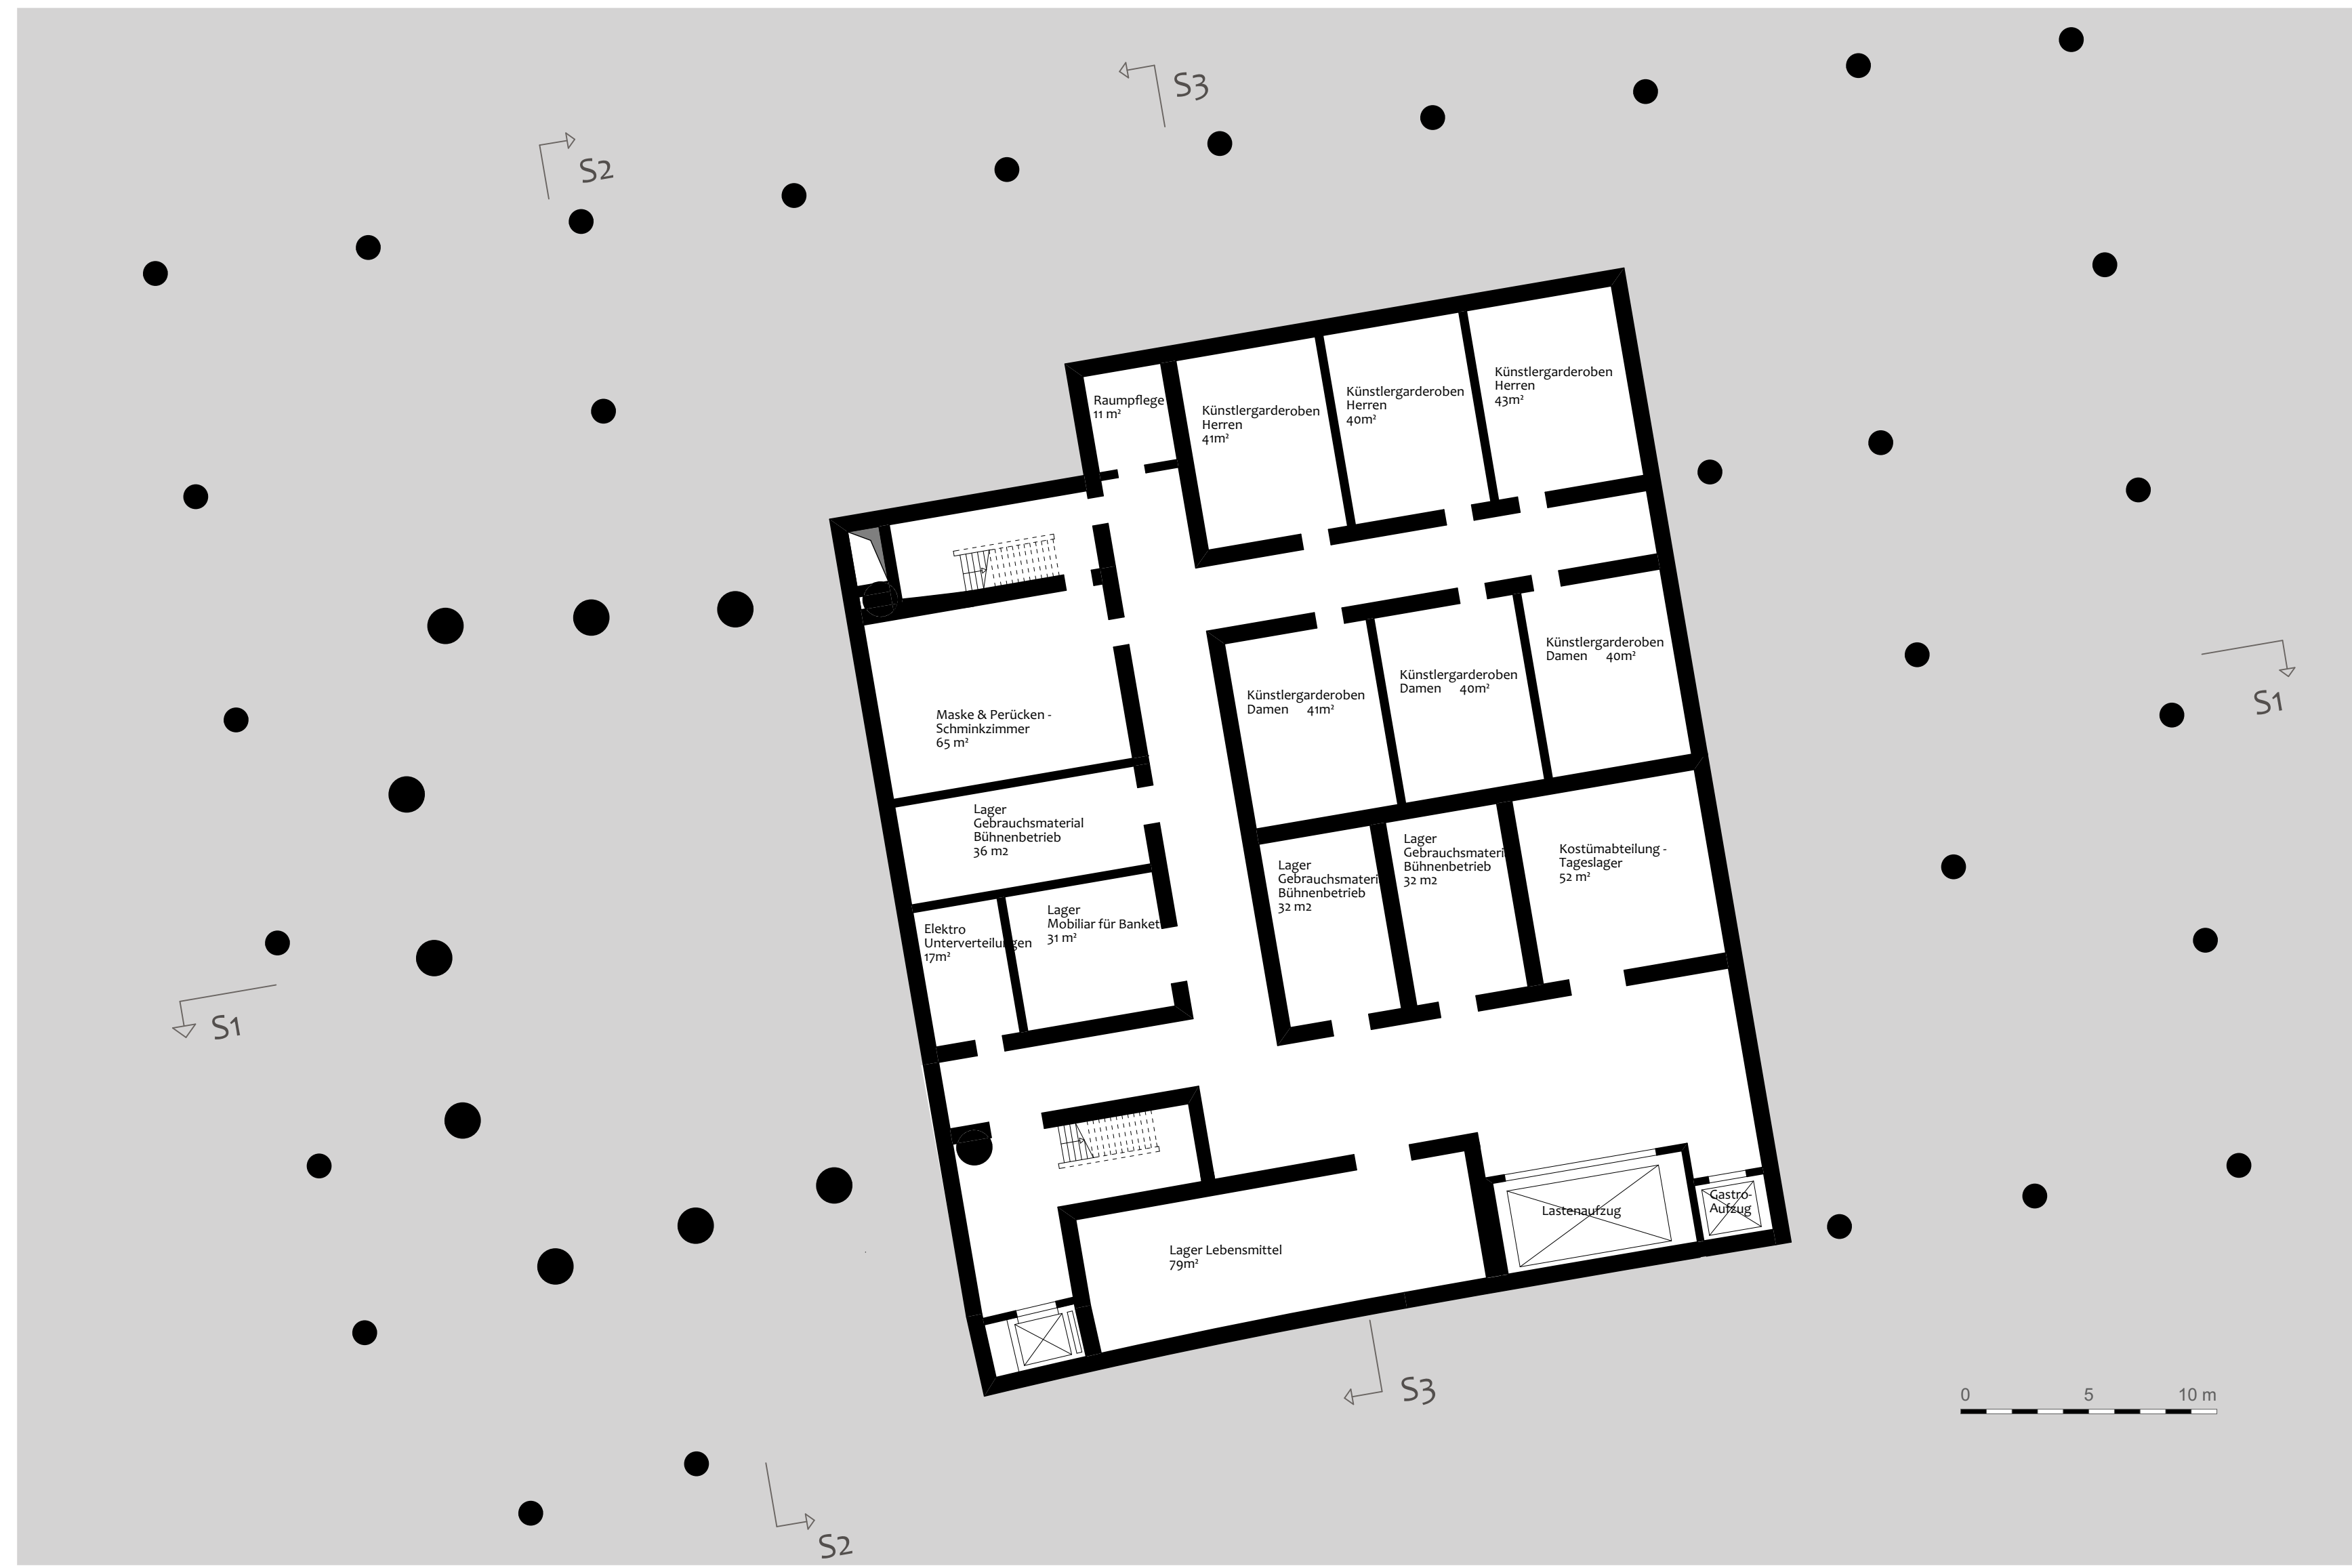 S3
S2
Künstlergarderoben
Herren
43m²
Künstlergarderoben
Herren
40m²
Raumpflege
11 m²
Künstlergarderoben
Herren
41m²
Künstlergarderoben
Damen 40m²
Künstlergarderoben
Damen 40m²
Künstlergarderoben
Damen 41m²
S1
Maske & Perücken -
Schminkzimmer
65 m²
Lager
Gebrauchsmaterial
Bühnenbetrieb
36 m2
Lager
Gebrauchsmateri
Bühnenbetrieb
32 m2
Kostümabteilung -
Tageslager
52 m²
Lager
Gebrauchsmateri
Bühnenbetrieb
32 m2
Lager
Mobiliar für Banket
31 m²
Elektro
Unterverteilungen
17m²
S1
Gastro-
Aufzug
Lastenaufzug
Lager Lebensmittel
79m²
S3
0 5 10 m
S2